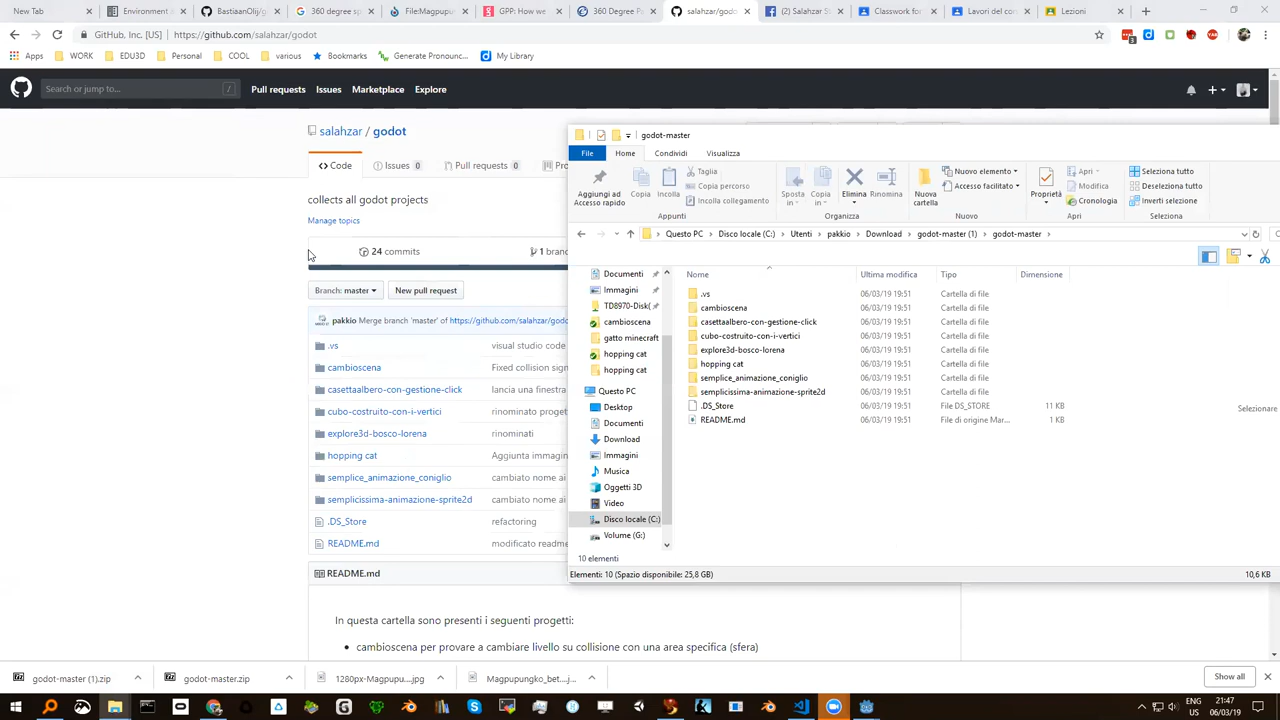 New Tab
Environment
BastiaanOlij/g
360 degree sp
File:Magpupun
GPP: How we
360 Degree Pa
salahzar/godot
(2) Salahzar St
Classwork for
Lavori del cor
Lezioni
GitHub, Inc. [US] | https://github.com/salahzar/godot
Apps WORK EDU3D Personal COOL various Bookmarks Generate Pronounc... My Library
Search or jump to... /
Pull requests Issues Marketplace Explore
salahzar / godot
Code Issues 0 Pull requests 0
collects all godot projects
Manage topics
24 commits
Branch: master
New pull request
pakkio Merge branch 'master' of https://github.com/salahzar/godot
.vs visual studio code
cambioscena Fixed collision sign
casettaalbero-con-gestione-click lancia una finestra
cubo-costruito-con-i-vertici rinominato proget
explore3d-bosco-lorena rinominati
hopping cat Aggiunta immagin
semplice_animazione_coniglio cambiato nome ai
semplicissima-animazione-sprite2d cambiato nome ai
.DS_Store refactoring
README.md modificato readme
README.md
In questa cartella sono presenti i seguenti progetti:
• cambioscena per provare a cambiare livello su collisione con una area specifica (sfera)
godot-master
File Home Condividi Visualizza
Aggiungi ad Accesso rapido
Copia
Incolla
Taglia
Copia percorso
Incolla collegamento
Appunti
Sposta in
Copia in
Elimina
Rinomina
Organizza
Nuova cartella
Nuovo elemento
Accesso facilitato
Nuovo
Proprietà
Apri
Modifica
Cronologia
Apri
Seleziona tutto
Deseleziona tutto
Inverti selezione
Selezione
Questo PC > Disco locale (C:) > Utenti > pakkio > Download > godot-master (1) > godot-master >
Documenti
Immagini
TD8970-Disk(
cambioscena
gatto minecraft
hopping cat
hopping cat
Questo PC
Desktop
Documenti
Download
Immagini
Musica
Oggetti 3D
Video
Disco locale (C:)
Volume (G:)
Nome Ultima modifica Tipo Dimensione
.vs 06/03/19 19:51 Cartella di file
cambioscena 06/03/19 19:51 Cartella di file
casettaalbero-con-gestione-click 06/03/19 19:51 Cartella di file
cubo-costruito-con-i-vertici 06/03/19 19:51 Cartella di file
explore3d-bosco-lorena 06/03/19 19:51 Cartella di file
hopping cat 06/03/19 19:51 Cartella di file
semplice_animazione_coniglio 06/03/19 19:51 Cartella di file
semplicissima-animazione-sprite2d 06/03/19 19:51 Cartella di file
.DS_Store 06/03/19 19:51 File DS_STORE 11 KB
README.md 06/03/19 19:51 File di origine Mar... 1 KB
Selezionare
10 elementi
Elementi: 10 (Spazio disponibile: 25,8 GB) 10,6 KB
godot-master (1).zip
godot-master.zip
1280px-Magpupu....jpg
Magpupungko_bet....j...
Show all
ENG
US
21:47
06/03/19